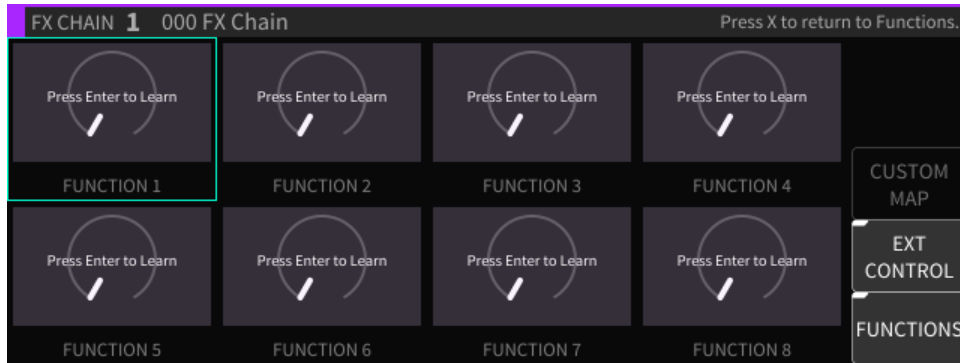 FX CHAIN 1 000 FX Chain Press X to return to Functions.
Press Enter to Learn Press Enter to Learn Press Enter to Learn Press Enter to Learn
FUNCTION 1 FUNCTION 2 FUNCTION 3 FUNCTION 4
CUSTOM
MAP
Press Enter to Learn Press Enter to Learn Press Enter to Learn Press Enter to Learn
EXT
CONTROL
FUNCTIONS
FUNCTION 5 FUNCTION 6 FUNCTION 7 FUNCTION 8